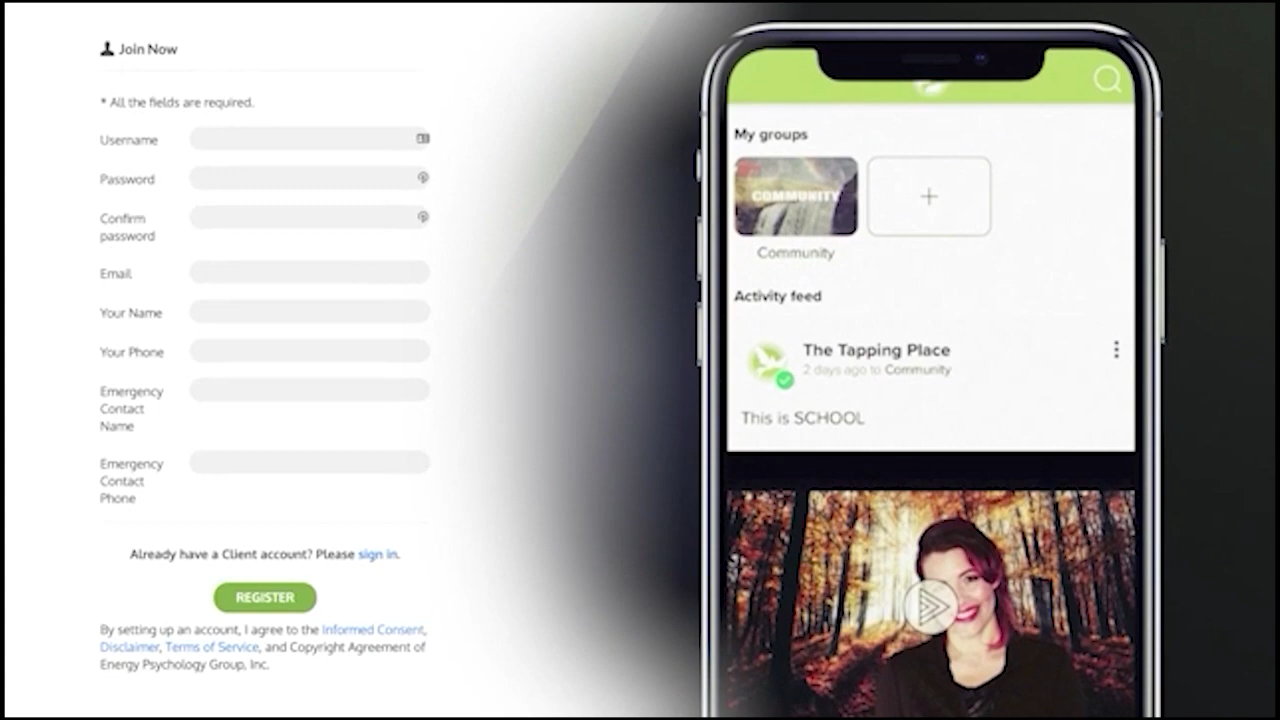 Join Now
* All the fields are required.
Username
Password
Confirm
password
Email
Your Name
Your Phone
Emergency
Contact
Name
Emergency
Contact
Phone
Already have a Client account? Please sign in.
REGISTER
By setting up an account, I agree to the Informed Consent,
Disclaimer, Terms of Service, and Copyright Agreement of
Energy Psychology Group, Inc.
My groups
COMMUNITY
+
Community
Activity feed
The Tapping Place
2 days ago to Community
This is SCHOOL